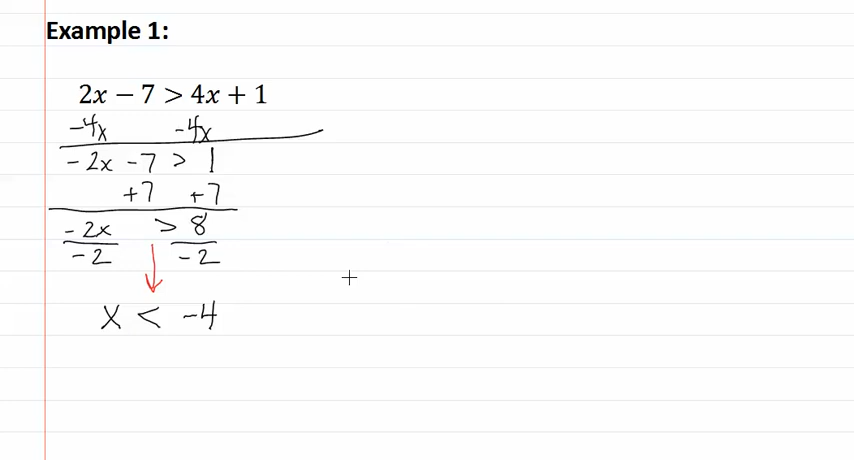 Example 1:
2x − 7 > 4x + 1
-4x -4x
-2x -7 > 1
+7 +7
-2x > 8
-2 -2
x < -4